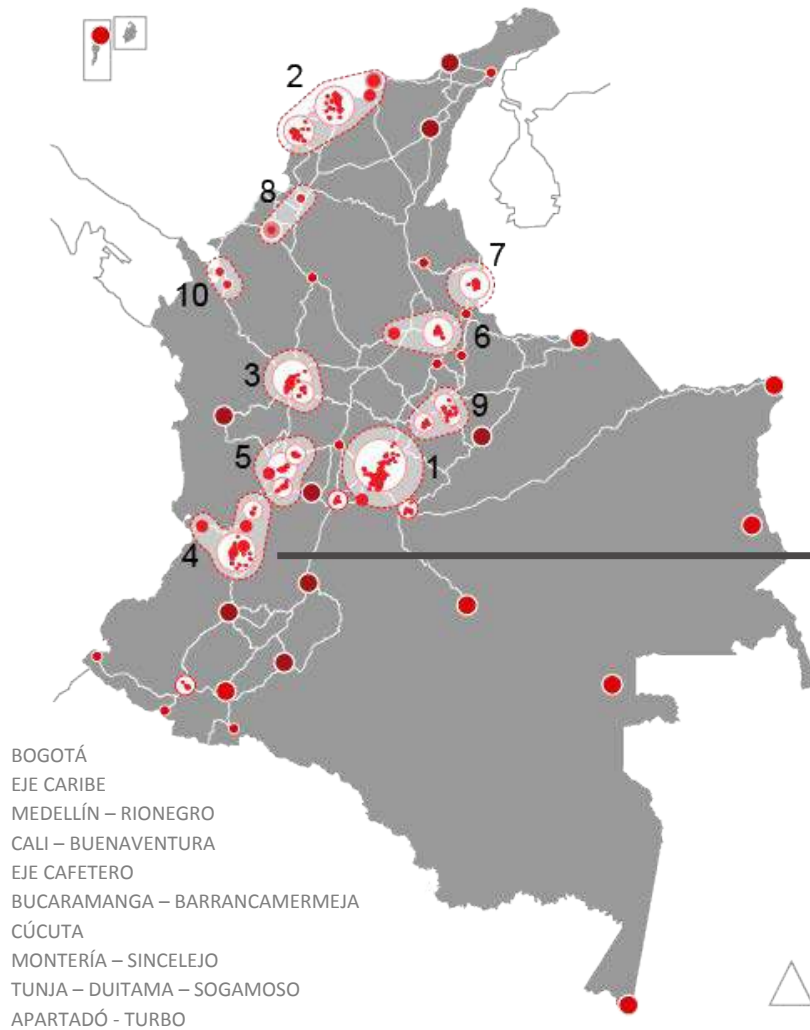 2
8
7
10
6
3
9
5
1
4
BOGOTÁ
EJE CARIBE
MEDELLÍN – RIONEGRO
CALI – BUENAVENTURA
EJE CAFETERO
BUCARAMANGA – BARRANCAMERMEJA
CÚCUTA
MONTERÍA – SINCELEJO
TUNJA – DUITAMA – SOGAMOSO
APARTADÓ - TURBO